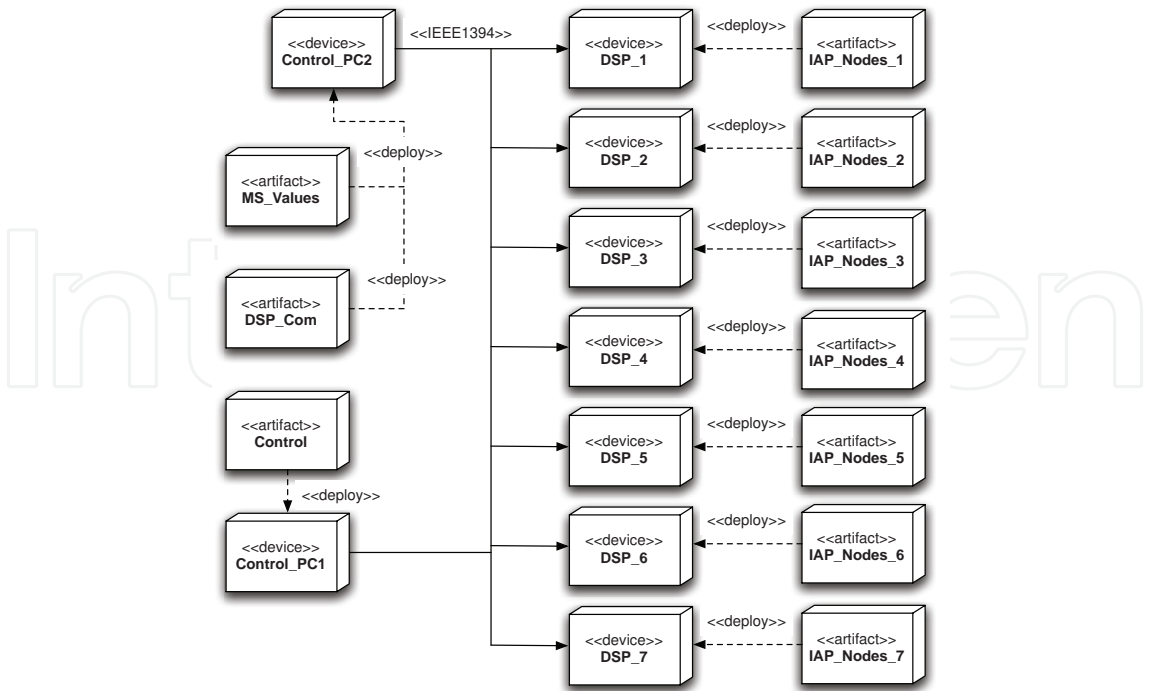 <<device>>
Control_PC2
<<IEEE1394>>
<<deploy>>
<<artifact>>
MS_Values
<<deploy>>
<<artifact>>
DSP_Com
<<artifact>>
Control
<<deploy>>
<<device>>
Control_PC1
<<device>>
DSP_1
<<deploy>>
<<artifact>>
IAP_Nodes_1
<<device>>
DSP_2
<<deploy>>
<<artifact>>
IAP_Nodes_2
<<device>>
DSP_3
<<deploy>>
<<artifact>>
IAP_Nodes_3
<<device>>
DSP_4
<<deploy>>
<<artifact>>
IAP_Nodes_4
<<device>>
DSP_5
<<deploy>>
<<artifact>>
IAP_Nodes_5
<<device>>
DSP_6
<<deploy>>
<<artifact>>
IAP_Nodes_6
<<device>>
DSP_7
<<deploy>>
<<artifact>>
IAP_Nodes_7